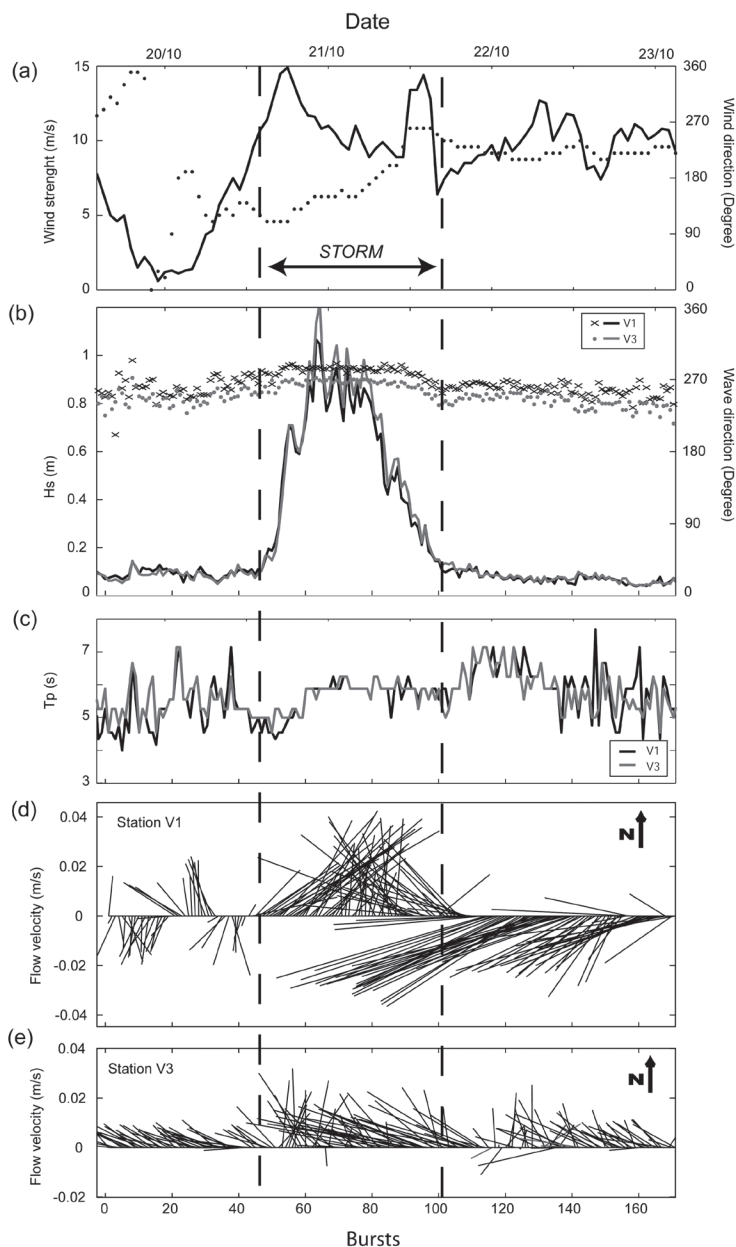 Date
20/10 21/10 22/10 23/10
(a)
15 360
10 270
180
5 90
0 0
Wind strenght (m/s)
Wind direction (Degree)
STORM
(b)
360
1 270
0.8
0.6 180
0.4
90
0.2
0 0
Hs (m)
Wave direction (Degree)
V1
V3
(c)
7
5
3
Tp (s)
V1
V3
(d)
0.04
0.02
0
-0.02
-0.04
Flow velocity (m/s)
Station V1
N
(e)
0.04
0.02
0
-0.02
Flow velocity (m/s)
Station V3
N
0 20 40 60 80 100 120 140 160
Bursts